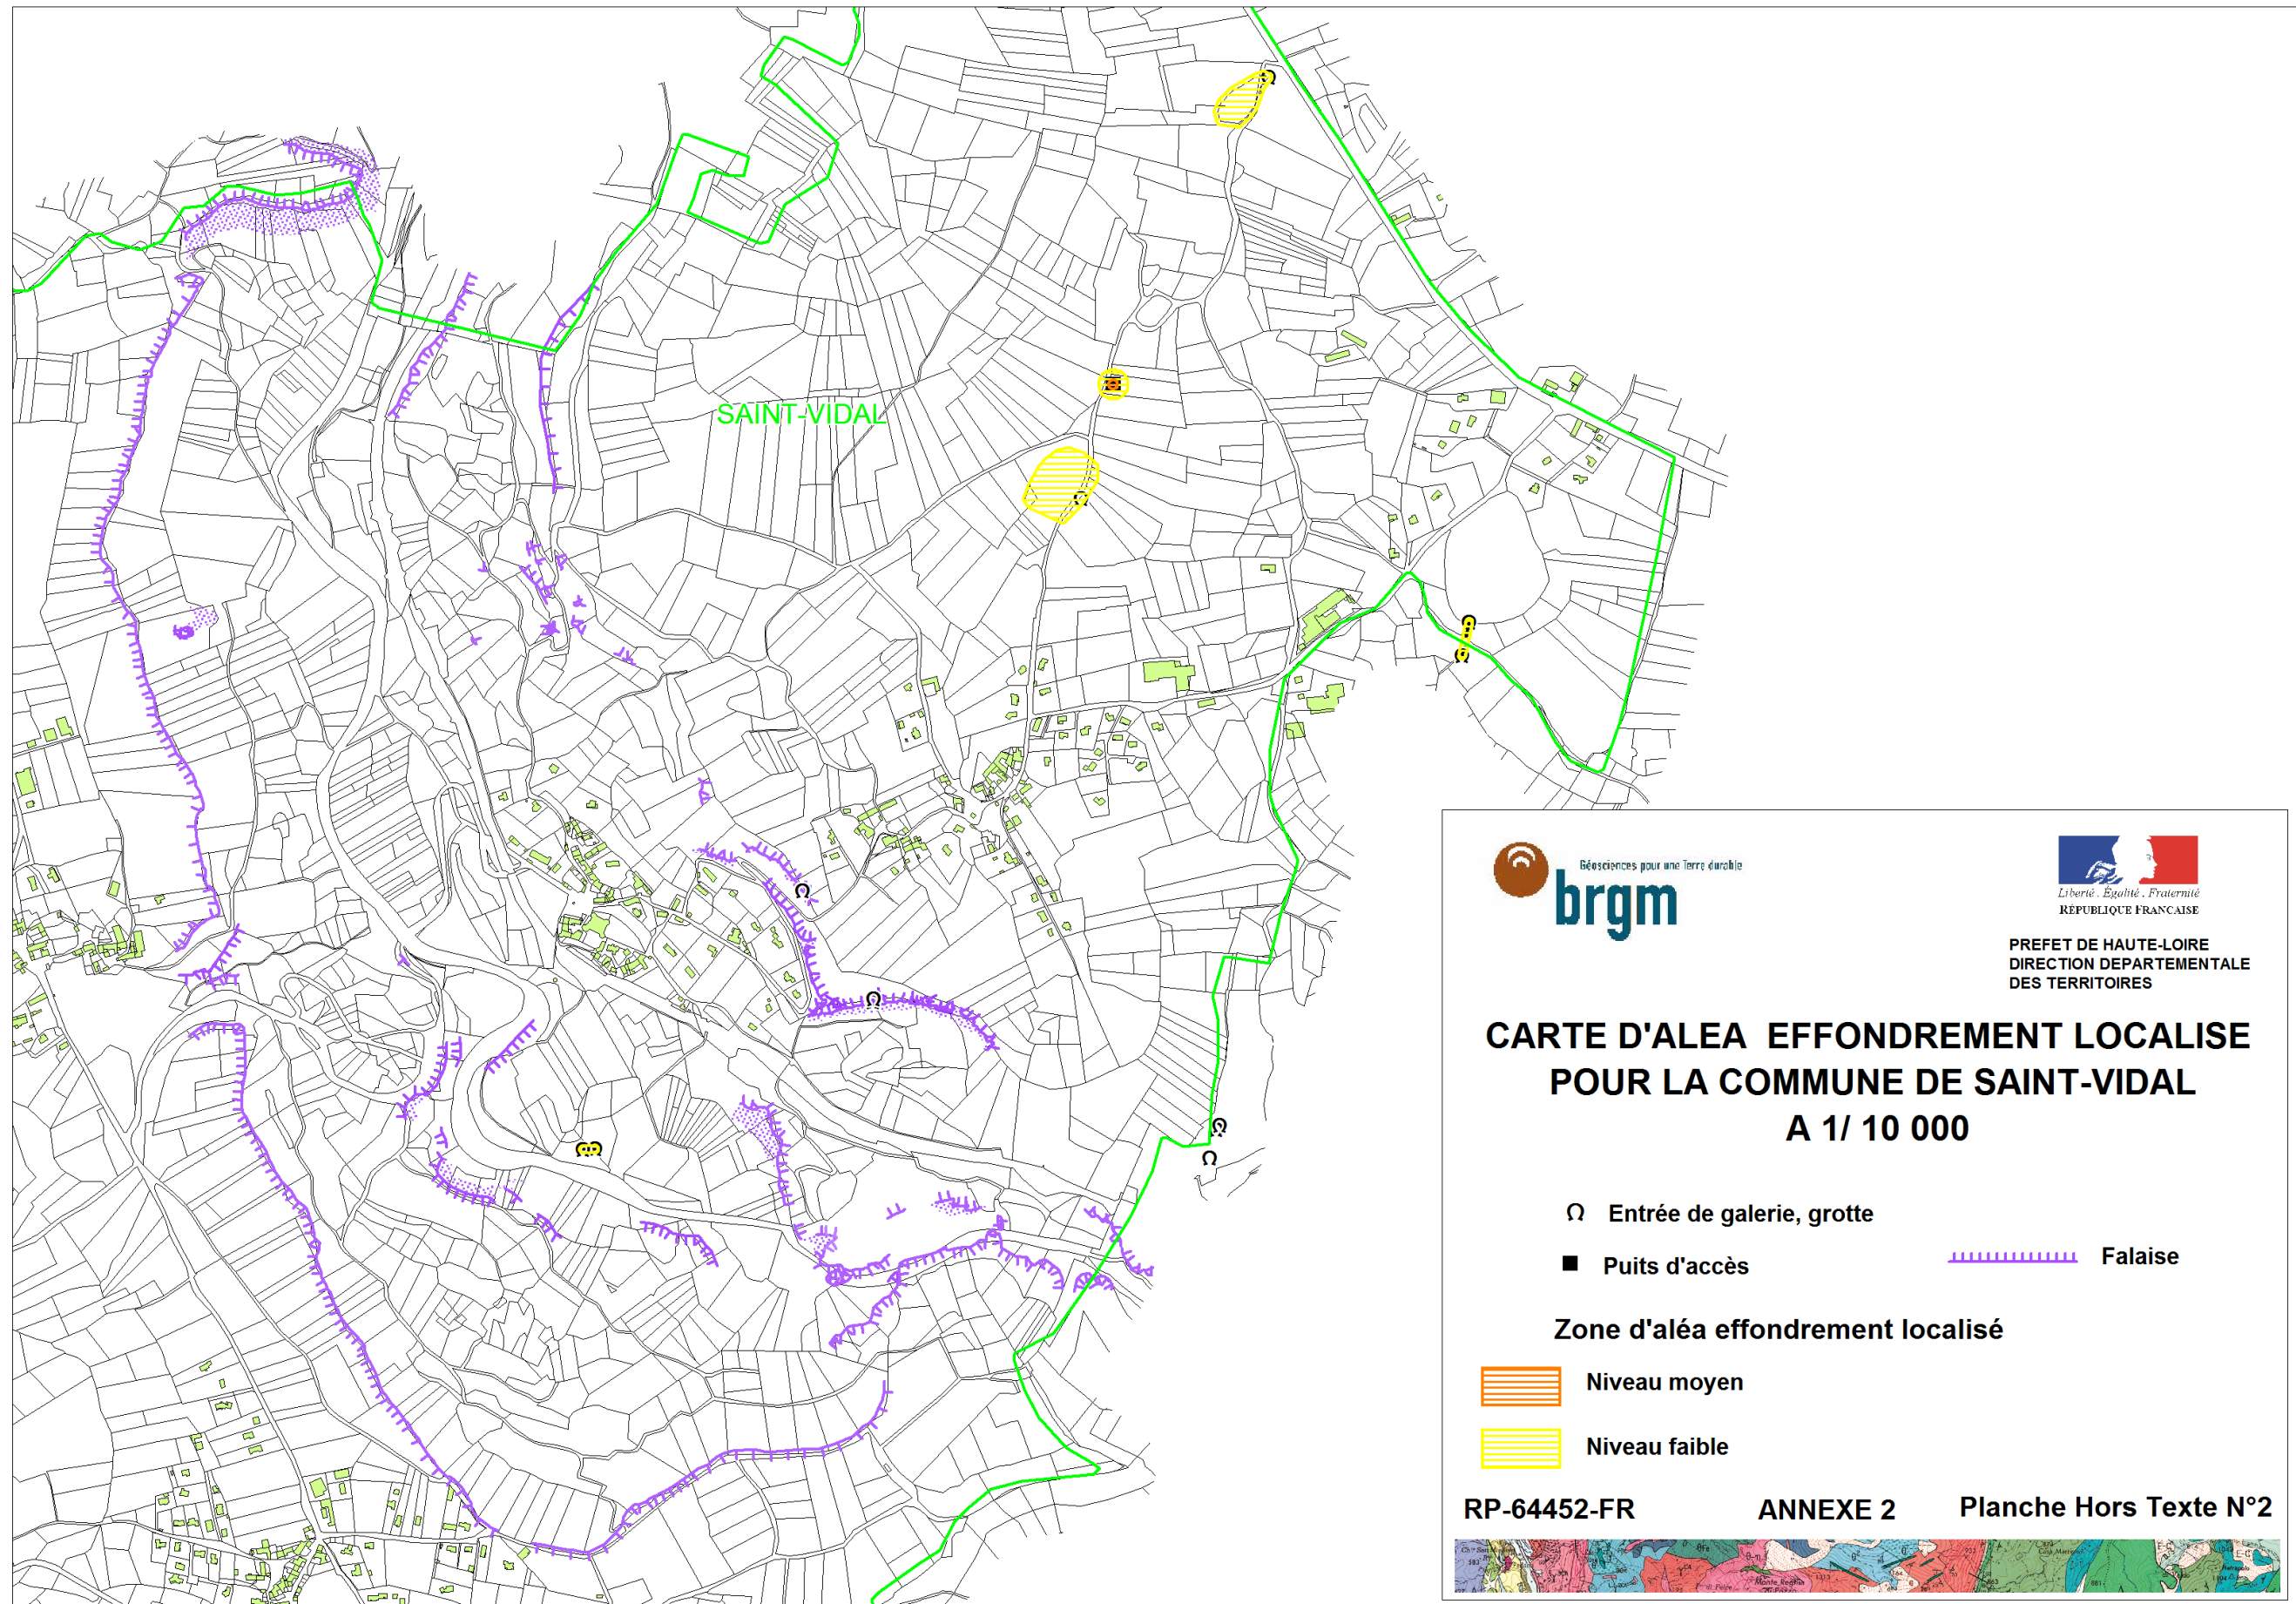 SAINT-VIDAL
Géosciences pour une Terre durable
brgm
Liberté . Égalité . Fraternité
RÉPUBLIQUE FRANCAISE
PREFET DE HAUTE-LOIRE
DIRECTION DEPARTEMENTALE
DES TERRITOIRES
CARTE D'ALEA EFFONDREMENT LOCALISE
POUR LA COMMUNE DE SAINT-VIDAL
A 1/ 10 000
Entrée de galerie, grotte
Puits d'accès
Falaise
Zone d'aléa effondrement localisé
Niveau moyen
Niveau faible
RP-64452-FR
ANNEXE 2
Planche Hors Texte N°2